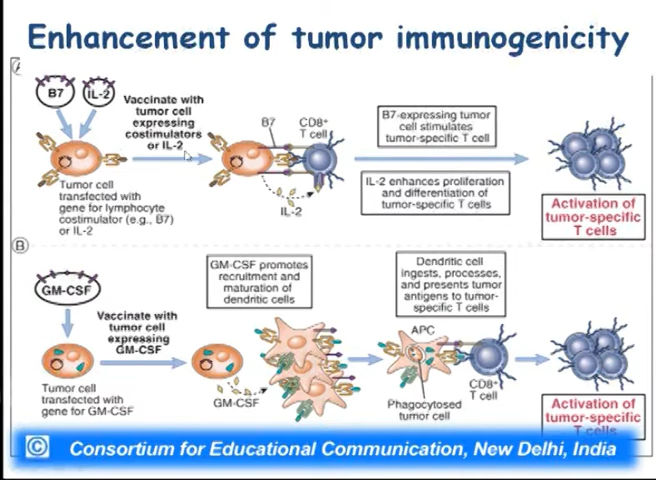 Enhancement of tumor immunogenicity
A
B7
IL-2
Vaccinate with
tumor cell
expressing
costimulators
or IL-2
B7
CD8+
T cell
B7-expressing tumor
cell stimulates
tumor-specific T cell
IL-2 enhances proliferation
and differentiation of
tumor-specific T cells
IL-2
Tumor cell
transfected with
gene for lymphocyte
costimulator (e.g., B7)
or IL-2
Activation of
tumor-specific
T cells
B
GM-CSF
Vaccinate with
tumor cell
expressing
GM-CSF
GM-CSF promotes
recruitment and
maturation of
dendritic cells
Dendritic cell
ingests, processes,
and presents tumor
antigens to tumor-
specific T cells
APC
Tumor cell
transfected with
gene for GM-CSF
GM-CSF
Phagocytosed
tumor cell
CD8+
T cell
Activation of
tumor-specific
T cells
© Consortium for Educational Communication, New Delhi, India